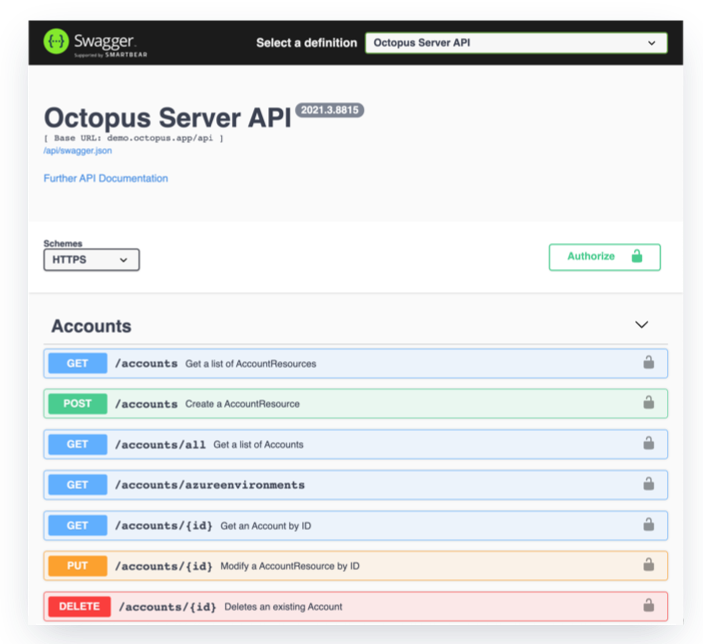 {···} Swagger.
Supported by SMARTBEAR
Select a definition Octopus Server API
Octopus Server API 2021.3.8815
[ Base URL: demo.octopus.app/api ]
/api/swagger.json
Further API Documentation
Schemes
HTTPS
Authorize
Accounts
GET /accounts Get a list of AccountResources
POST /accounts Create a AccountResource
GET /accounts/all Get a list of Accounts
GET /accounts/azureenvironments
GET /accounts/{id} Get an Account by ID
PUT /accounts/{id} Modify a AccountResource by ID
DELETE /accounts/{id} Deletes an existing Account